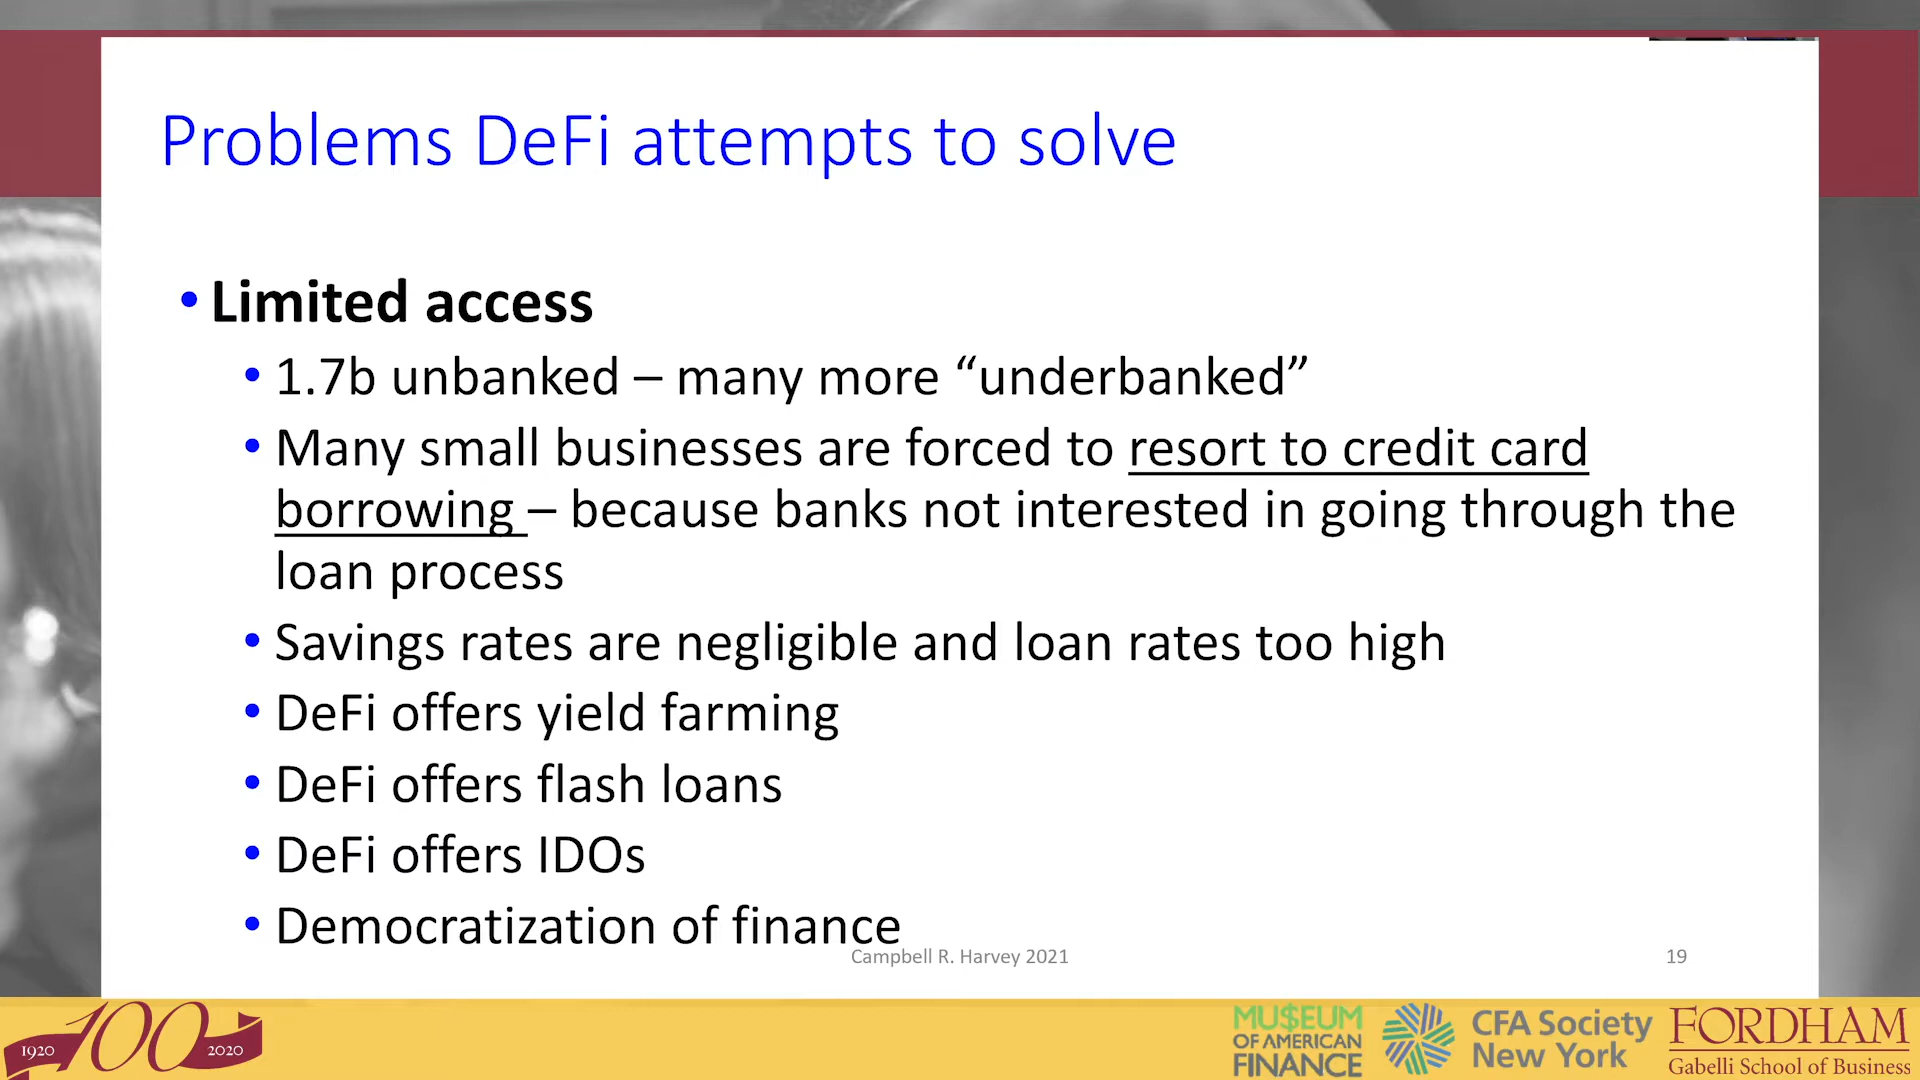 Problems DeFi attempts to solve
• Limited access
• 1.7b unbanked – many more “underbanked”
• Many small businesses are forced to resort to credit card
borrowing – because banks not interested in going through the
loan process
• Savings rates are negligible and loan rates too high
• DeFi offers yield farming
• DeFi offers flash loans
• DeFi offers IDOs
• Democratization of finance
Campbell R. Harvey 2021
19
1920 100 2020
MU$EUM
OF AMERICAN
FINANCE
CFA Society
New York
FORDHAM
Gabelli School of Business